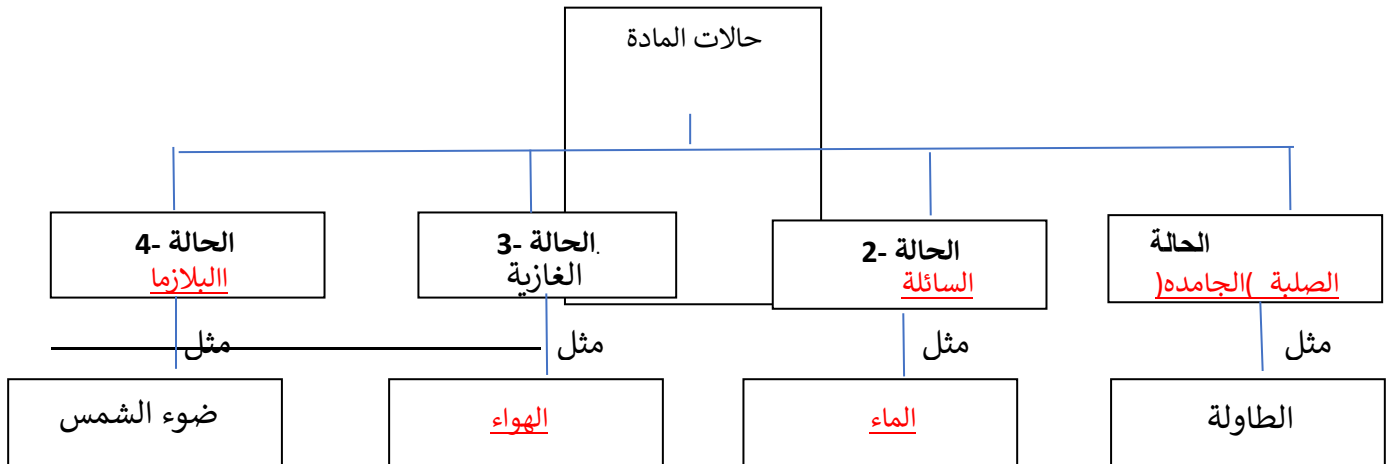 حالات المادة
الحالة
الصلبة )الجامده(
2- الحالة
السائلة
3- الحالة.
الغازية
4- الحالة
االبلازما
مثل
مثل
مثل
مثل
الطاولة
الماء
الهواء
ضوء الشمس